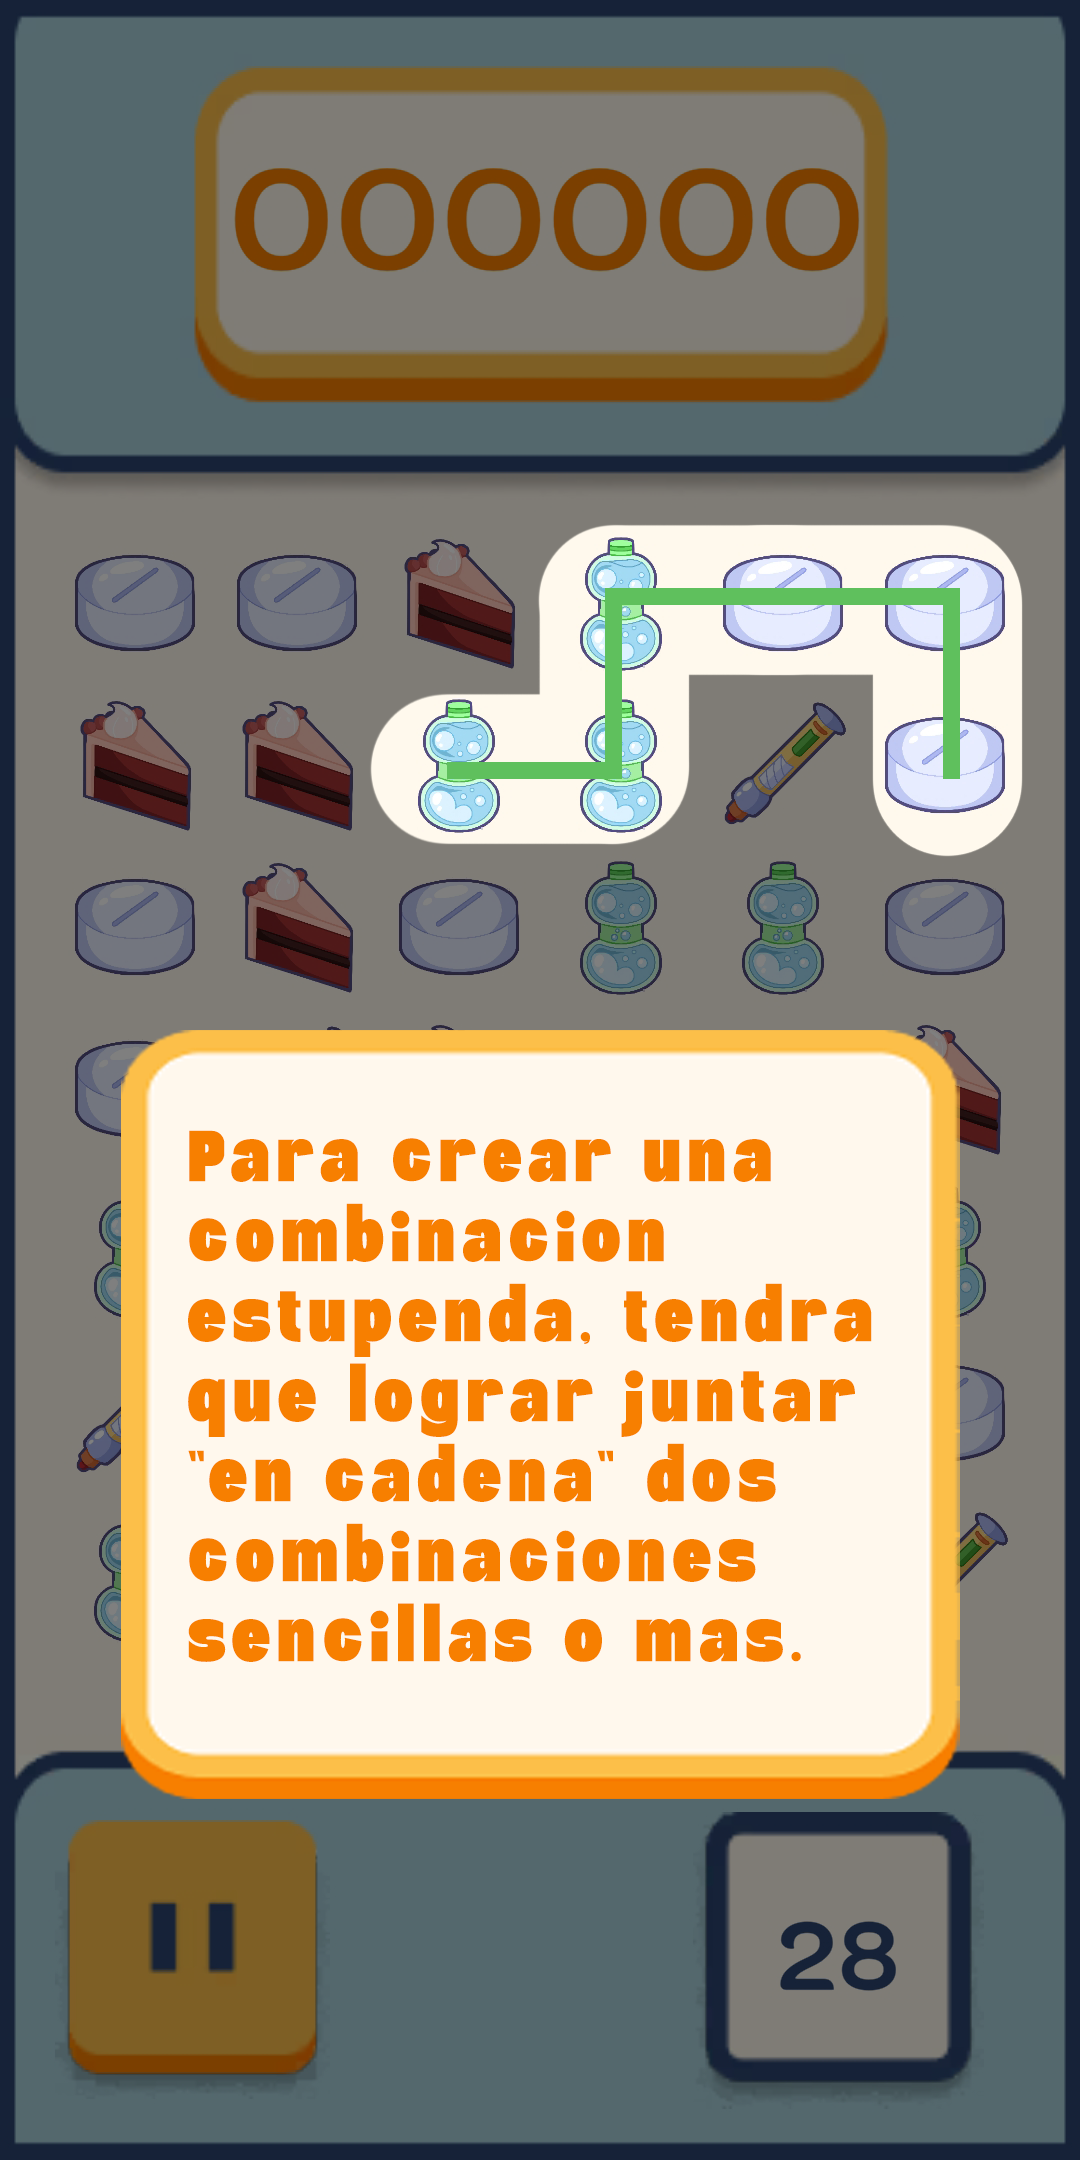 000000
Para crear una
combinacion
estupenda, tendra
que lograr juntar
"en cadena" dos
combinaciones
sencillas o mas.
28